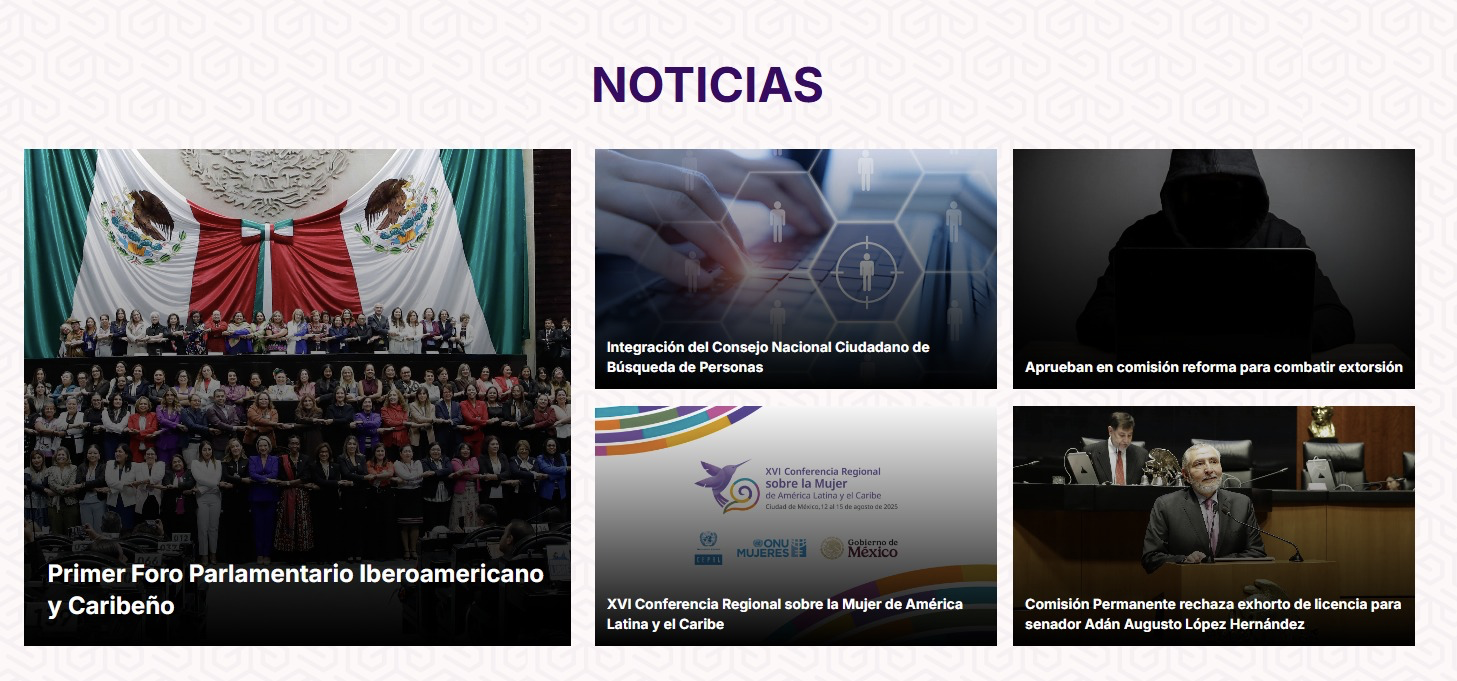 NOTICIAS
Primer Foro Parlamentario Iberoamericano
y Caribeño
Integración del Consejo Nacional Ciudadano de
Búsqueda de Personas
Aprueban en comisión reforma para combatir extorsión
XVI Conferencia Regional
sobre la Mujer
de América Latina y el Caribe
Ciudad de México, 12 al 15 de agosto de 2025
CEPAL
ONU
MUJERES
Gobierno de
México
XVI Conferencia Regional sobre la Mujer de América
Latina y el Caribe
Comisión Permanente rechaza exhorto de licencia para
senador Adán Augusto López Hernández